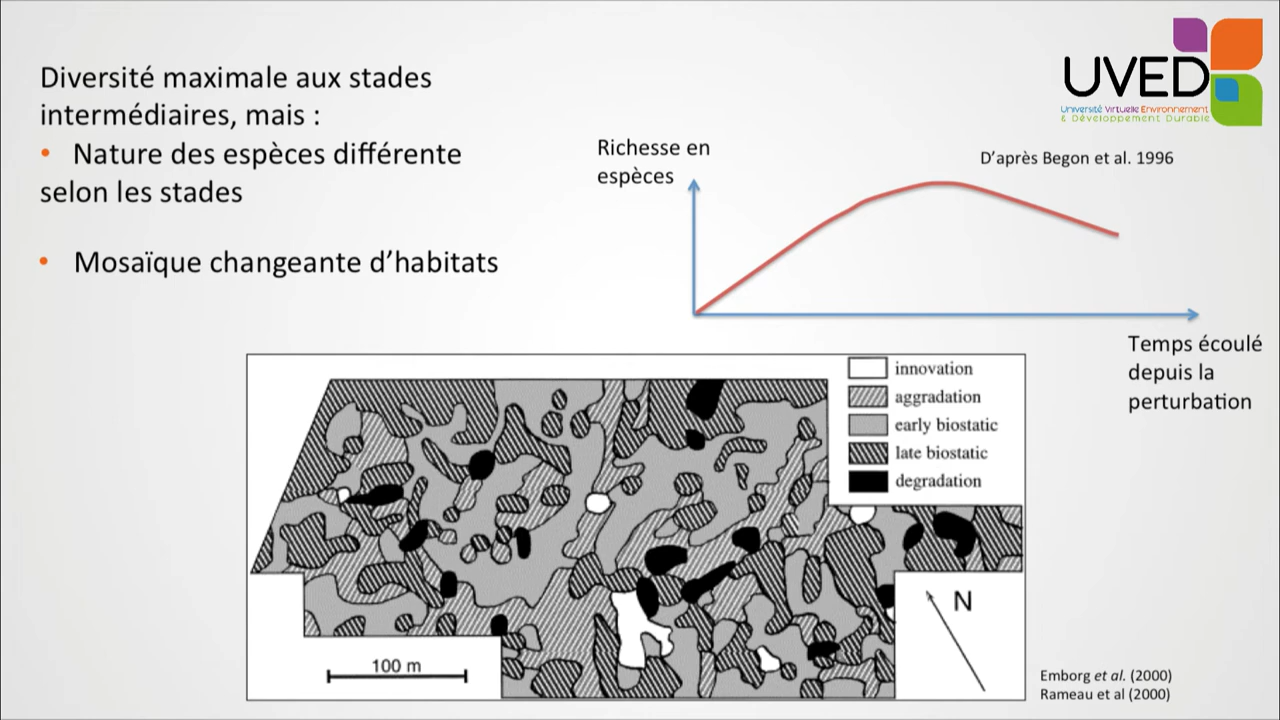 Diversité maximale aux stades
intermédiaires, mais :
• Nature des espèces différente
selon les stades
• Mosaïque changeante d'habitats
UVED
Université Virtuelle Environnement
& Développement Durable
Richesse en
espèces
D'après Begon et al. 1996
Temps écoulé
depuis la
perturbation
innovation
aggradation
early biostatic
late biostatic
degradation
N
100 m
Emborg et al. (2000)
Rameau et al (2000)